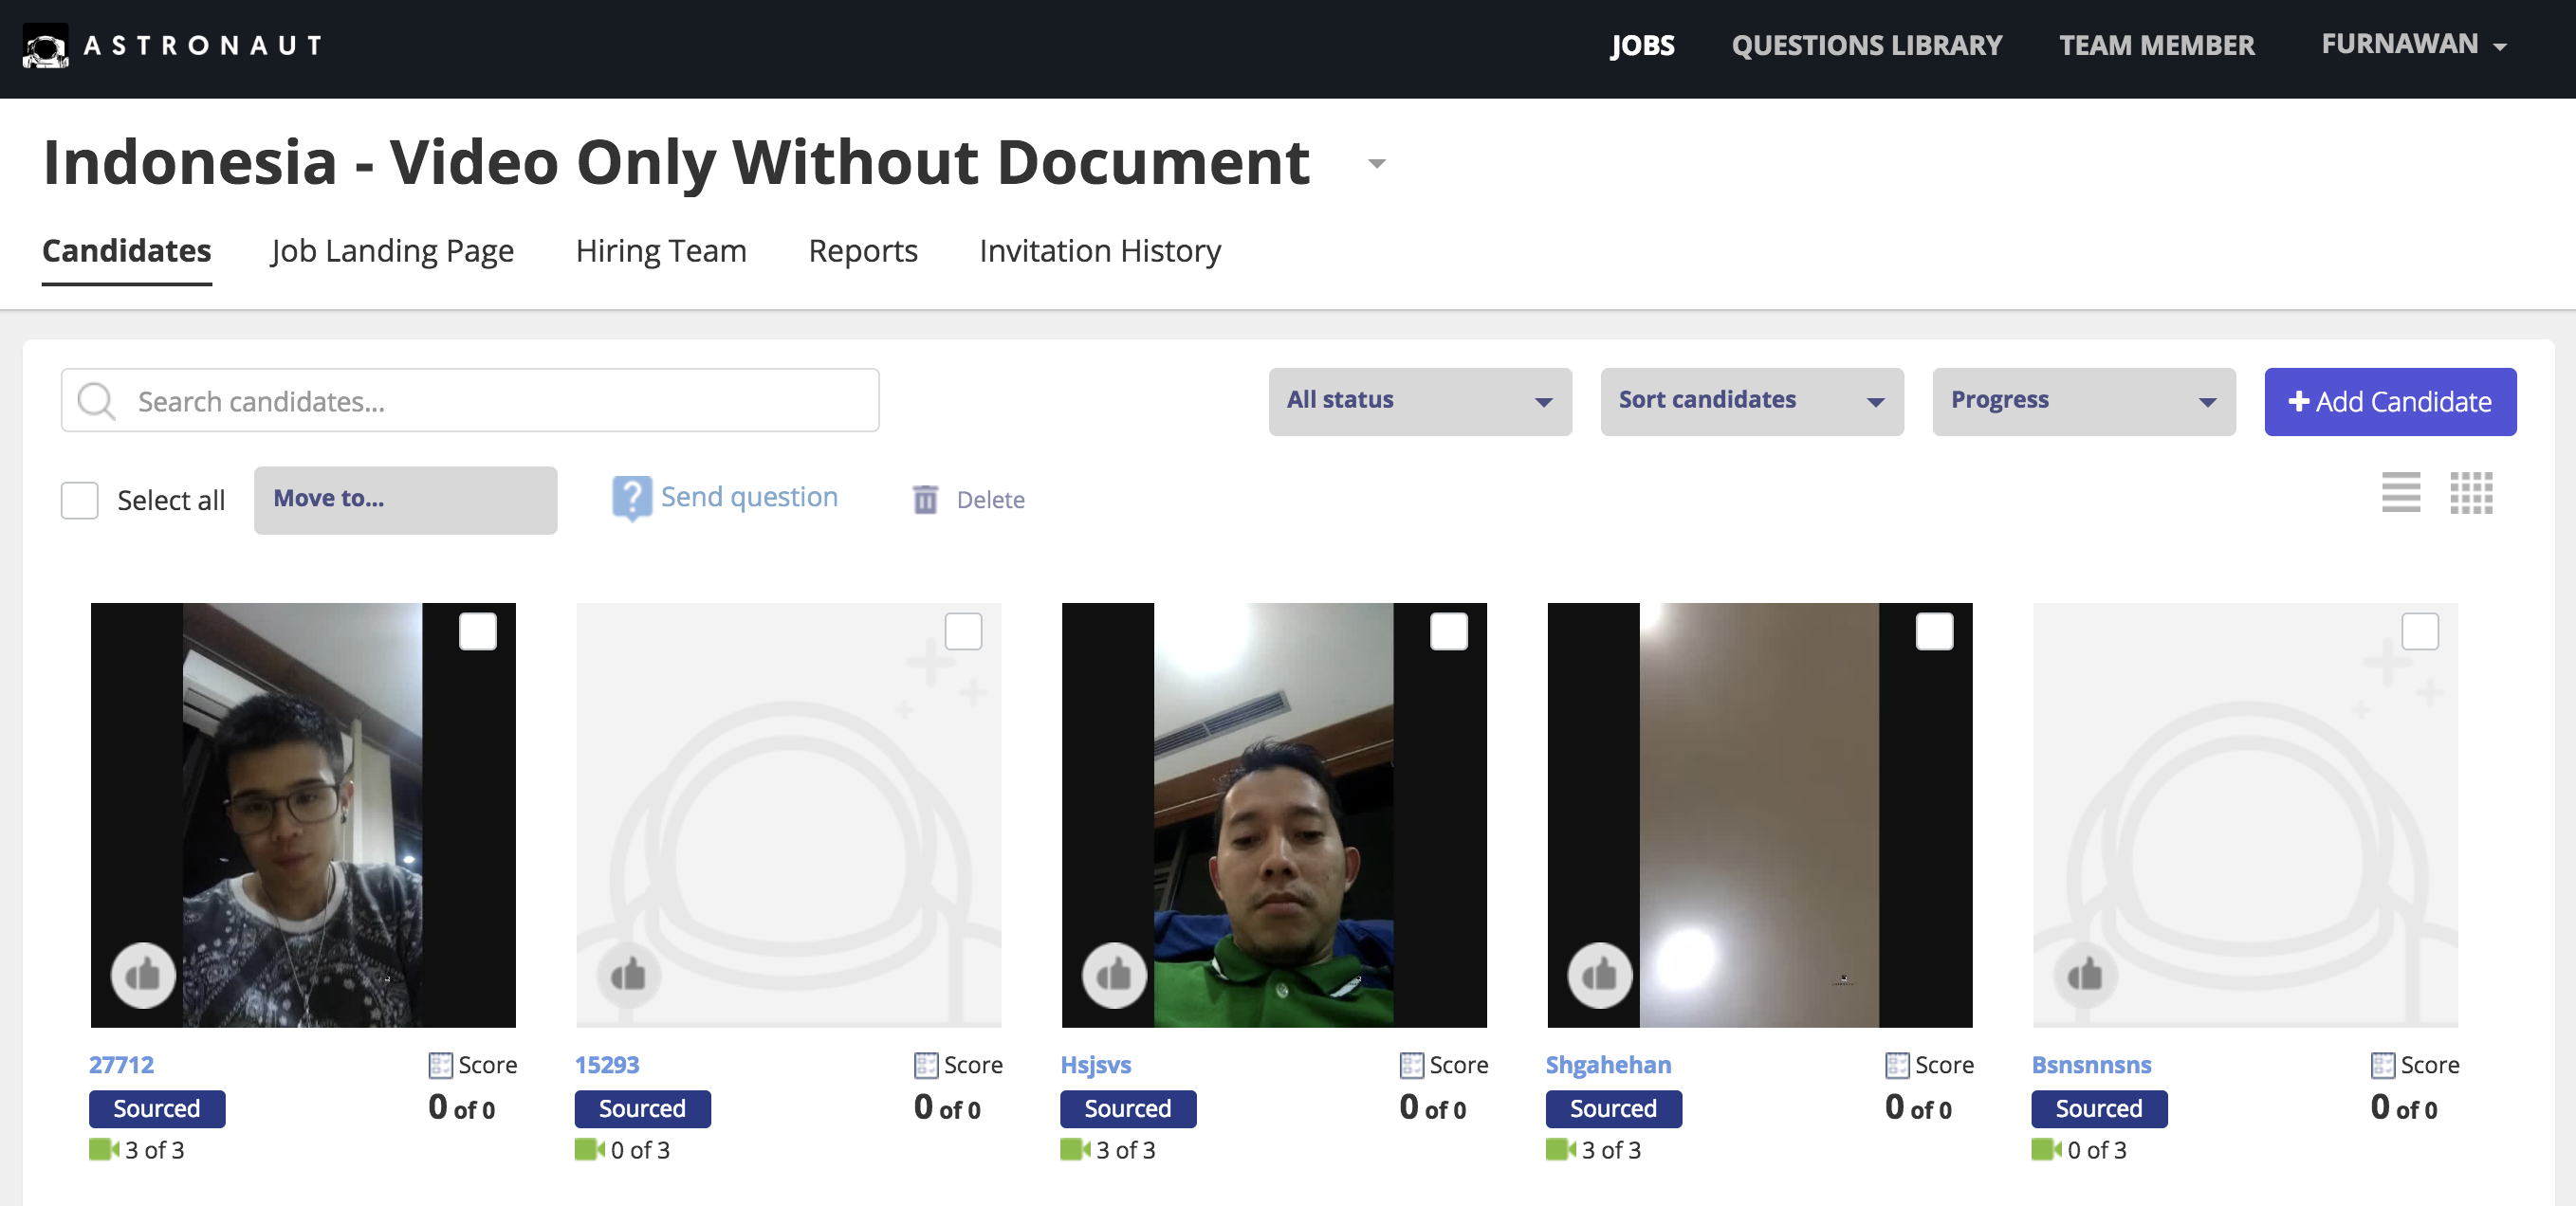 ASTRONAUT
JOBS QUESTIONS LIBRARY TEAM MEMBER FURNAWAN
Indonesia - Video Only Without Document
Candidates Job Landing Page Hiring Team Reports Invitation History
Search candidates... All status Sort candidates Progress + Add Candidate
Select all Move to... ? Send question Delete
27712 Score 15293 Score Hsjsvs Score Shgahehan Score Bsnsnnsns Score
Sourced 0 of 0 Sourced 0 of 0 Sourced 0 of 0 Sourced 0 of 0 Sourced 0 of 0
3 of 3 0 of 3 3 of 3 3 of 3 0 of 3